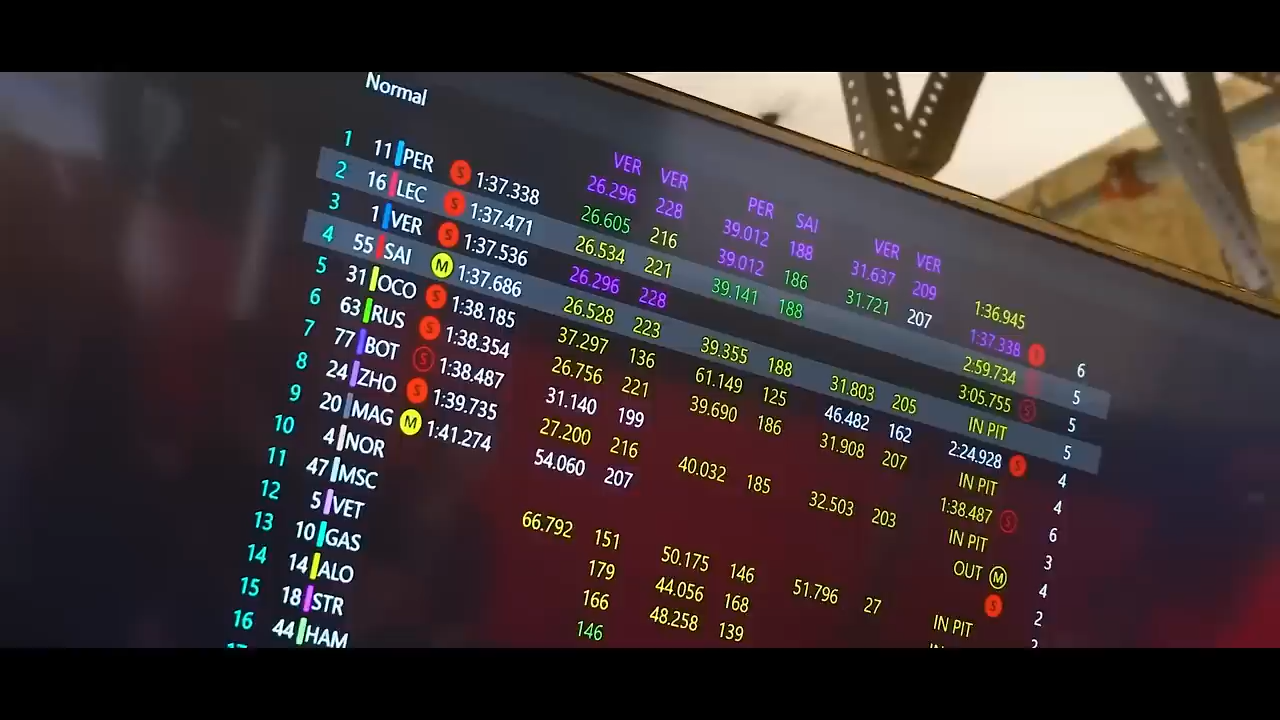 Normal
VER VER PER SAI VER VER
26.296 228 39.012 188 31.637 209 1:36.945
1 11 PER S 1:37.338 26.605 216 39.012 186 31.721 207 1:37.338 6
2 16 LEC S 1:37.471 26.534 221 39.141 188 2:59.734 5
3 1 VER S 1:37.536 26.296 228 3:05.755 S 5
4 55 SAI M 1:37.686 26.528 223 39.355 188 31.803 205 IN PIT 5
5 31 OCO S 1:38.185 37.297 136 61.149 125 46.482 162 2:24.928 S 4
6 63 RUS S 1:38.354 26.756 221 39.690 186 31.908 207 IN PIT 4
7 77 BOT S 1:38.487 31.140 199 1:38.487 S 6
8 24 ZHO S 1:39.735 27.200 216 40.032 185 32.503 203 IN PIT 3
9 20 MAG M 1:41.274 54.060 207 OUT M 4
10 4 NOR S 2
11 47 MSC 66.792 151 50.175 146 51.796 27 IN PIT
12 5 VET 179 44.056 168
13 10 GAS 166 48.258 139
14 14 ALO 146
15 18 STR
16 44 HAM